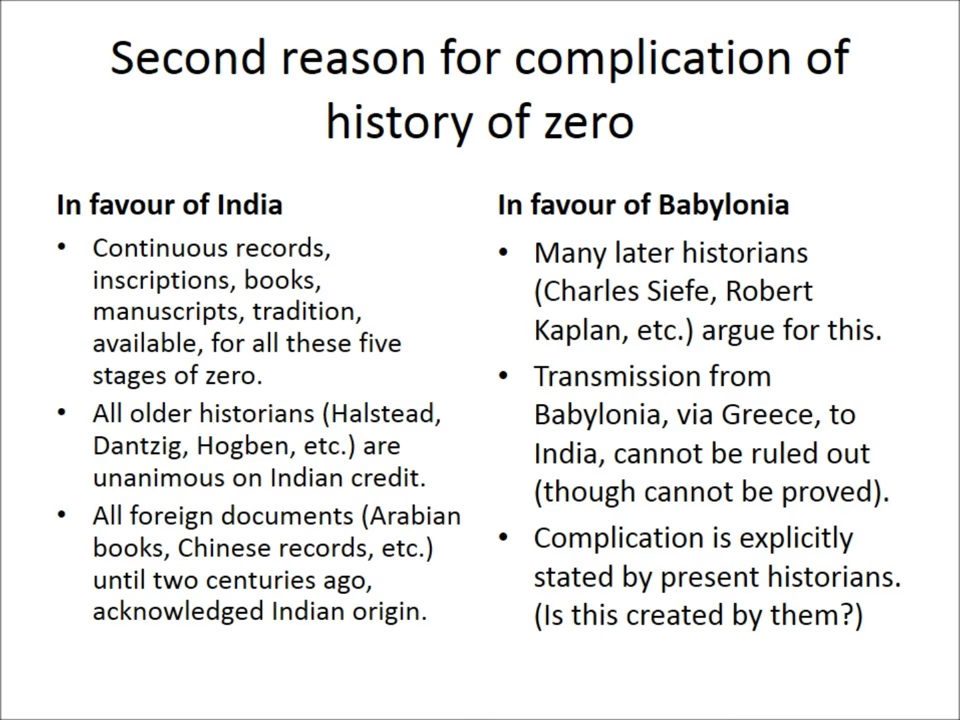 Second reason for complication of
history of zero
In favour of India
• Continuous records,
inscriptions, books,
manuscripts, tradition,
available, for all these five
stages of zero.
• All older historians (Halstead,
Dantzig, Hogben, etc.) are
unanimous on Indian credit.
• All foreign documents (Arabian
books, Chinese records, etc.)
until two centuries ago,
acknowledged Indian origin.
In favour of Babylonia
• Many later historians
(Charles Siefe, Robert
Kaplan, etc.) argue for this.
• Transmission from
Babylonia, via Greece, to
India, cannot be ruled out
(though cannot be proved).
• Complication is explicitly
stated by present historians.
(Is this created by them?)